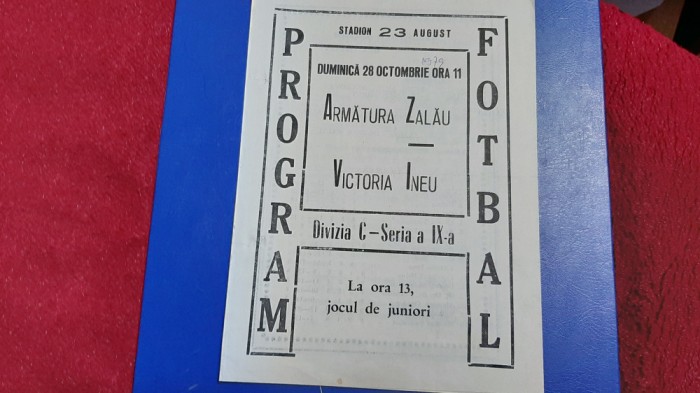 PROGRAM
STADION 23 AUGUST
1979
DUMINICĂ 28 OCTOMBRIE ORA 11
ARMĂTURA ZALĂU
—
VICTORIA INEU
Divizia C – Seria a IX-a
La ora 13,
jocul de juniori
FOTBAL